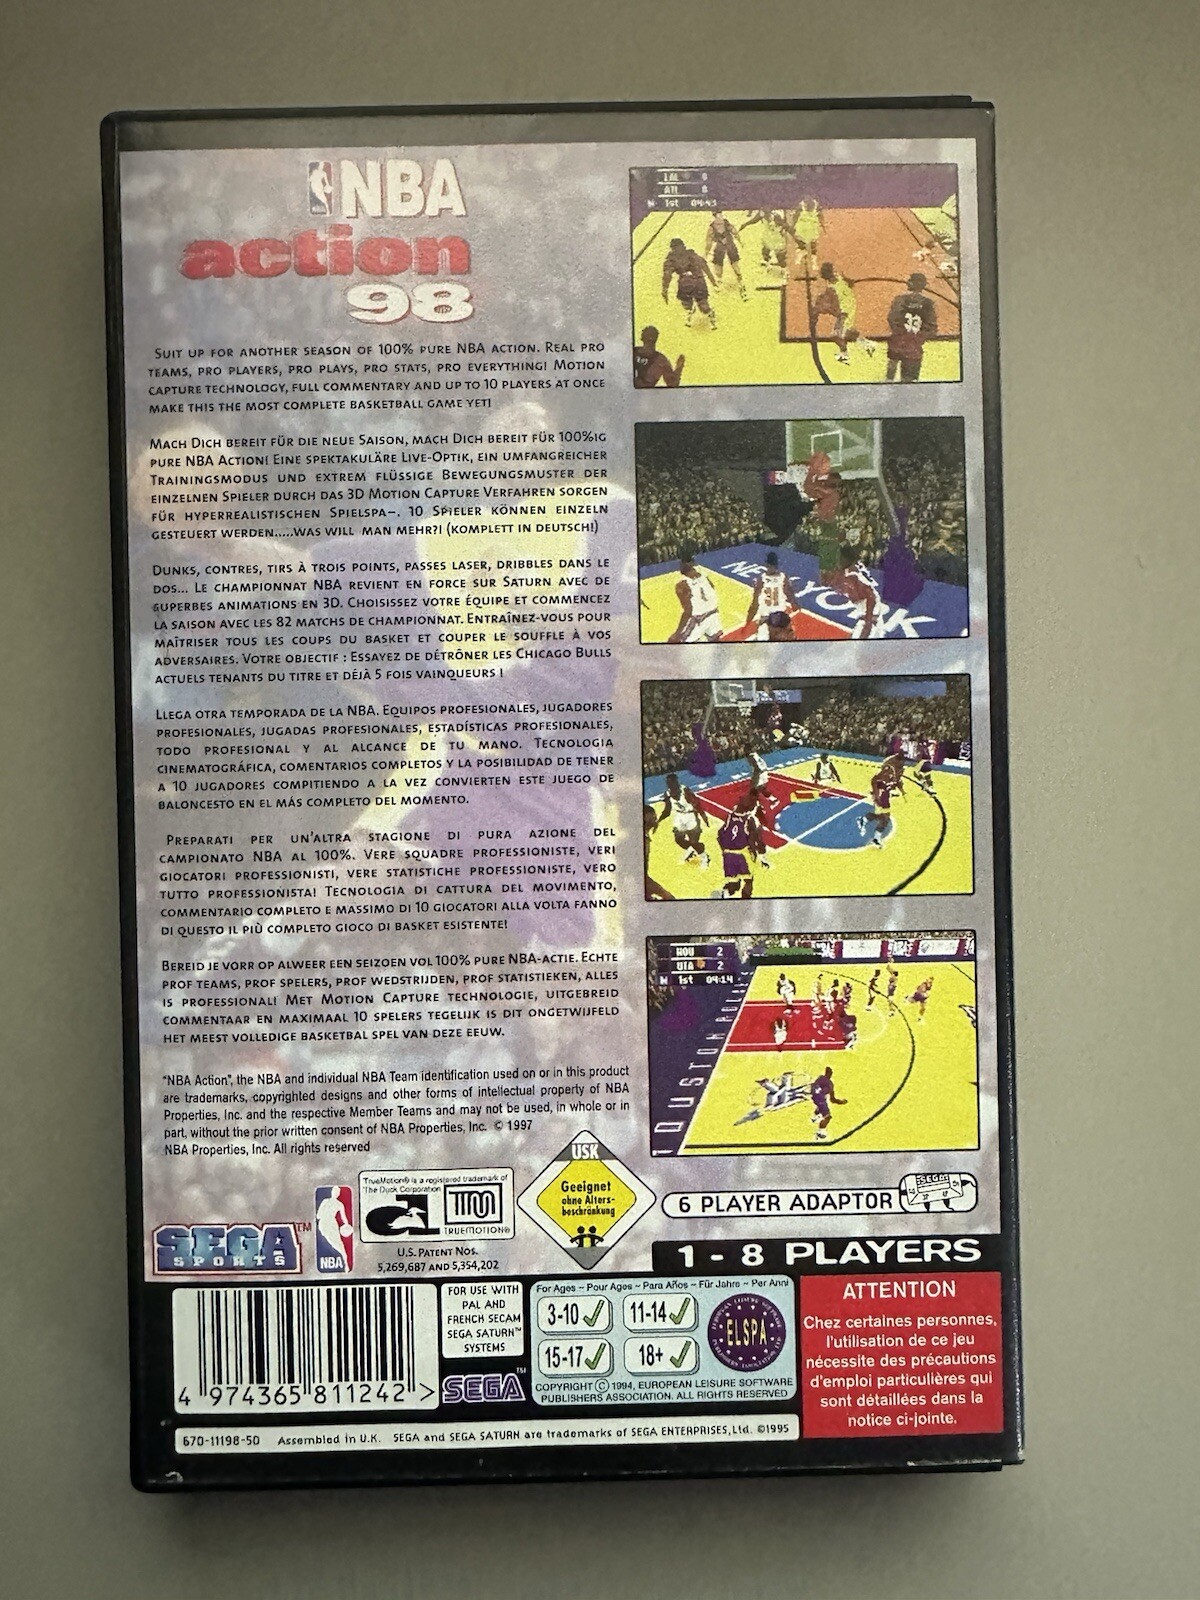 NBA
action
98
SUIT UP FOR ANOTHER SEASON OF 100% PURE NBA ACTION. REAL PRO
TEAMS, PRO PLAYERS, PRO PLAYS, PRO STATS, PRO EVERYTHING! MOTION
CAPTURE TECHNOLOGY, FULL COMMENTARY AND UP TO 10 PLAYERS AT ONCE
MAKE THIS THE MOST COMPLETE BASKETBALL GAME YET!
MACH DICH BEREIT FÜR DIE NEUE SAISON, MACH DICH BEREIT FÜR 100%IG
PURE NBA ACTION! EINE SPEKTAKULÄRE LIVE-OPTIK, EIN UMFANGREICHER
TRAININGSMODUS UND EXTREM FLÜSSIGE BEWEGUNGSMUSTER DER
EINZELNEN SPIELER DURCH DAS 3D MOTION CAPTURE VERFAHREN SORGEN
FÜR HYPERREALISTISCHEN SPIELSPA–. 10 SPIELER KÖNNEN EINZELN
GESTEUERT WERDEN.....WAS WILL MAN MEHR?! (KOMPLETT IN DEUTSCH!)
DUNKS, CONTRES, TIRS À TROIS POINTS, PASSES LASER, DRIBBLES DANS LE
DOS... LE CHAMPIONNAT NBA REVIENT EN FORCE SUR SATURN AVEC DE
SUPERBES ANIMATIONS EN 3D. CHOISISSEZ VOTRE ÉQUIPE ET COMMENCEZ
LA SAISON AVEC LES 82 MATCHS DE CHAMPIONNAT. ENTRAÎNEZ-VOUS POUR
MAÎTRISER TOUS LES COUPS DU BASKET ET COUPER LE SOUFFLE À VOS
ADVERSAIRES. VOTRE OBJECTIF : ESSAYEZ DE DÉTRÔNER LES CHICAGO BULLS
ACTUELS TENANTS DU TITRE ET DÉJÀ 5 FOIS VAINQUEURS !
LLEGA OTRA TEMPORADA DE LA NBA. EQUIPOS PROFESIONALES, JUGADORES
PROFESIONALES, JUGADAS PROFESIONALES, ESTADÍSTICAS PROFESIONALES,
TODO PROFESIONAL Y AL ALCANCE DE TU MANO. TECNOLOGIA
CINEMATOGRÁFICA, COMENTARIOS COMPLETOS Y LA POSIBILIDAD DE TENER
A 10 JUGADORES COMPITIENDO A LA VEZ CONVIERTEN ESTE JUEGO DE
BALONCESTO EN EL MÁS COMPLETO DEL MOMENTO.
PREPARATI PER UN'ALTRA STAGIONE DI PURA AZIONE DEL
CAMPIONATO NBA AL 100%. VERE SQUADRE PROFESSIONISTE, VERI
GIOCATORI PROFESSIONISTI, VERE STATISTICHE PROFESSIONISTE, VERO
TUTTO PROFESSIONISTA! TECNOLOGIA DI CATTURA DEL MOVIMENTO,
COMMENTARIO COMPLETO E MASSIMO DI 10 GIOCATORI ALLA VOLTA FANNO
DI QUESTO IL PIÙ COMPLETO GIOCO DI BASKET ESISTENTE!
BEREID JE VORR OP ALWEER EEN SEIZOEN VOL 100% PURE NBA-ACTIE. ECHTE
PROF TEAMS, PROF SPELERS, PROF WEDSTRIJDEN, PROF STATISTIEKEN, ALLES
IS PROFESSIONAL! MET MOTION CAPTURE TECHNOLOGIE, UITGEBREID
COMMENTAAR EN MAXIMAAL 10 SPELERS TEGELIJK IS DIT ONGETWIJFELD
HET MEEST VOLLEDIGE BASKETBAL SPEL VAN DEZE EEUW.
"NBA Action", the NBA and individual NBA Team identification used on or in this product
are trademarks, copyrighted designs and other forms of intellectual property of NBA
Properties, Inc. and the respective Member Teams and may not be used, in whole or in
part, without the prior written consent of NBA Properties, Inc. © 1997
NBA Properties, Inc. All rights reserved
LAL 0
ATL 0
1st 09:43
33
NEW YORK
31
9
HOU 2
UTA 2
1st 09:14
HOUSTON
SEGA™
SPORTS
NBA
TrueMotion® is a registered trademark of
The Duck Corporation
TM
TRUEMOTION®
U.S. PATENT NOS.
5,269,687 AND 5,354,202
USK
Geeignet
ohne Alters-
beschränkung
6 PLAYER ADAPTOR
SEGA
1 - 8 PLAYERS
4 974365 811242 >
FOR USE WITH
PAL AND
FRENCH SECAM
SEGA SATURN™
SYSTEMS
SEGA™
For Ages ~ Pour Ages ~ Para Años ~ Für Jahre ~ Per Anni
3-10 11-14
15-17 18+
ELSPA
COPYRIGHT © 1994, EUROPEAN LEISURE SOFTWARE
PUBLISHERS ASSOCIATION. ALL RIGHTS RESERVED
ATTENTION
Chez certaines personnes,
l'utilisation de ce jeu
nécessite des précautions
d'emploi particulières qui
sont détaillées dans la
notice ci-jointe.
670-11198-50 Assembled in U.K. SEGA and SEGA SATURN are trademarks of SEGA ENTERPRISES, Ltd. ©1995